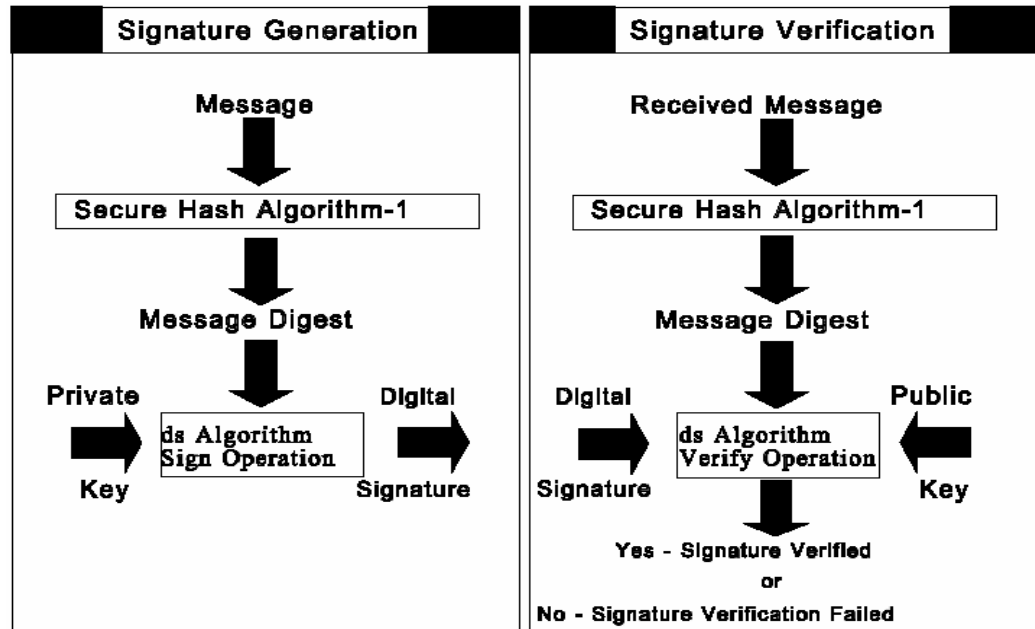 Signature Generation
Message
Secure Hash Algorithm-1
Message Digest
Private
Key
ds Algorithm
Sign Operation
Digital
Signature
Signature Verification
Received Message
Secure Hash Algorithm-1
Message Digest
Digital
Signature
ds Algorithm
Verify Operation
Public
Key
Yes - Signature Verified
or
No - Signature Verification Failed